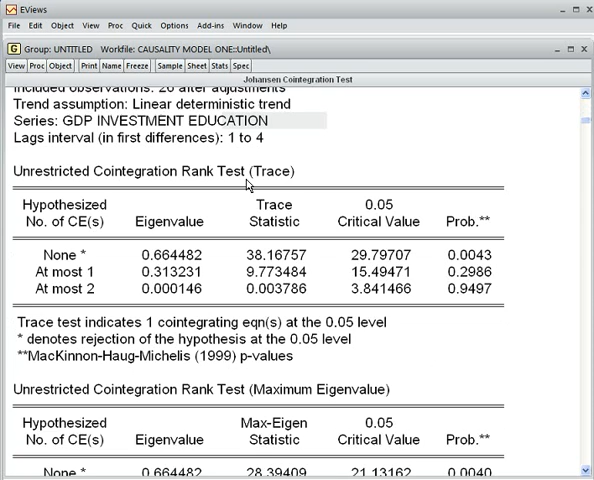 EViews
File Edit Object View Proc Quick Options Add-ins Window Help
G Group: UNTITLED Workfile: CAUSALITY MODEL ONE::Untitled\
View Proc Object Print Name Freeze Sample Sheet Stats Spec
Johansen Cointegration Test
Included observations: 26 after adjustments
Trend assumption: Linear deterministic trend
Series: GDP INVESTMENT EDUCATION
Lags interval (in first differences): 1 to 4
Unrestricted Cointegration Rank Test (Trace)
Hypothesized Trace 0.05
No. of CE(s) Eigenvalue Statistic Critical Value Prob.**
None * 0.664482 38.16757 29.79707 0.0043
At most 1 0.313231 9.773484 15.49471 0.2986
At most 2 0.000146 0.003786 3.841466 0.9497
Trace test indicates 1 cointegrating eqn(s) at the 0.05 level
* denotes rejection of the hypothesis at the 0.05 level
**MacKinnon-Haug-Michelis (1999) p-values
Unrestricted Cointegration Rank Test (Maximum Eigenvalue)
Hypothesized Max-Eigen 0.05
No. of CE(s) Eigenvalue Statistic Critical Value Prob.**
None * 0.664482 28.39409 21.13162 0.0040